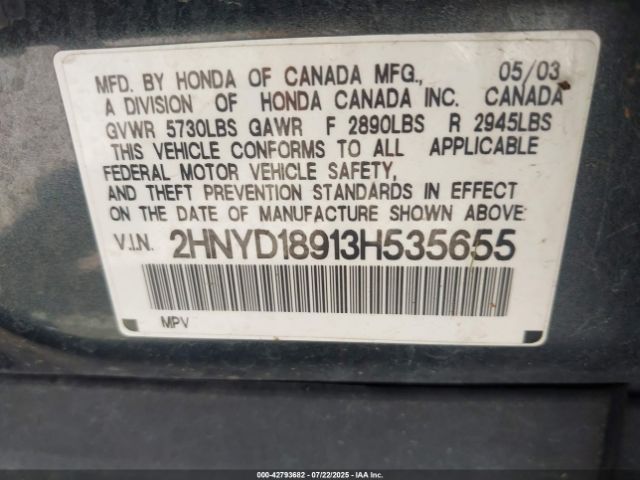 MFD. BY HONDA OF CANADA MFG., 05/03
A DIVISION OF HONDA CANADA INC. CANADA
GVWR 5730LBS GAWR F 2890LBS R 2945LBS
THIS VEHICLE CONFORMS TO ALL APPLICABLE
FEDERAL MOTOR VEHICLE SAFETY,
AND THEFT PREVENTION STANDARDS IN EFFECT
ON THE DATE OF MANUFACTURE SHOWN ABOVE:
V.I.N. 2HNYD18913H535655
MPV
000-42793682 - 07/22/2025 - IAA Inc.